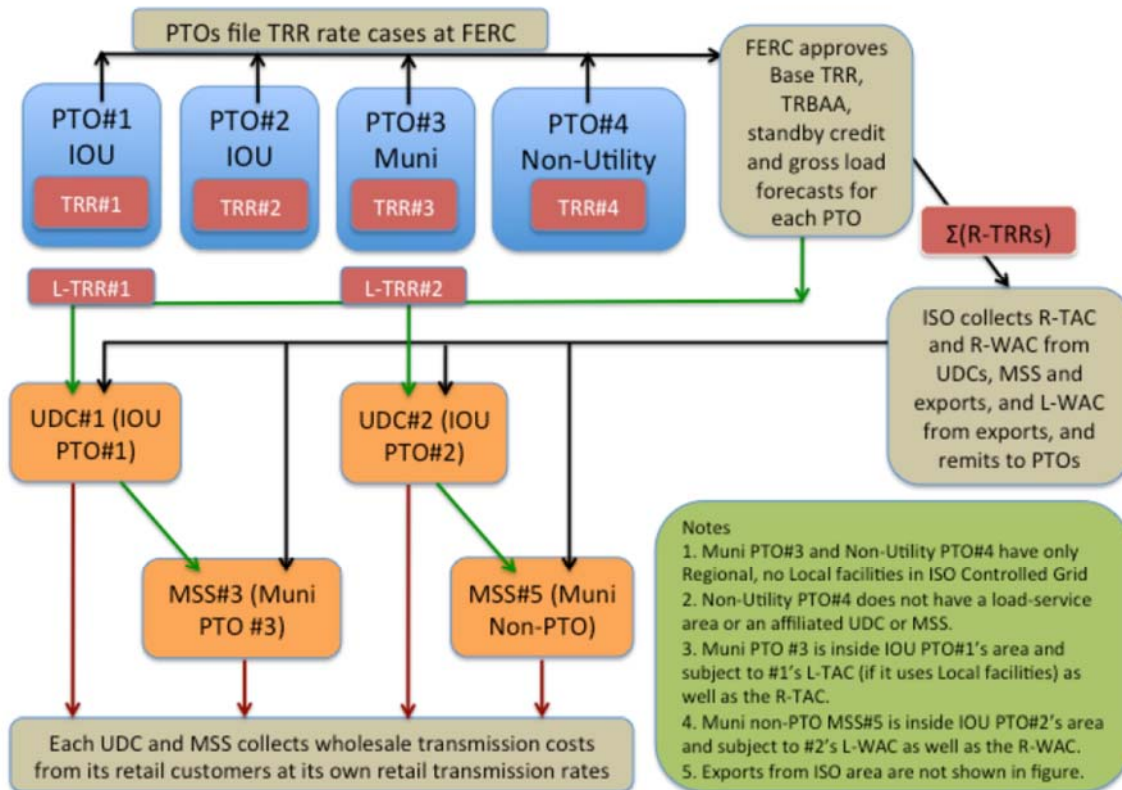 PTOs file TRR rate cases at FERC
FERC approves
Base TRR,
TRBAA,
standby credit
and gross load
forecasts for
each PTO
PTO#1
IOU
TRR#1
PTO#2
IOU
TRR#2
PTO#3
Muni
TRR#3
PTO#4
Non-Utility
TRR#4
Σ(R-TRRs)
L-TRR#1
L-TRR#2
ISO collects R-TAC
and R-WAC from
UDCs, MSS and
exports, and L-WAC
from exports, and
remits to PTOs
UDC#1 (IOU
PTO#1)
UDC#2 (IOU
PTO#2)
MSS#3 (Muni
PTO #3)
MSS#5 (Muni
Non-PTO)
Notes
1. Muni PTO#3 and Non-Utility PTO#4 have only
Regional, no Local facilities in ISO Controlled Grid
2. Non-Utility PTO#4 does not have a load-service
area or an affiliated UDC or MSS.
3. Muni PTO #3 is inside IOU PTO#1’s area and
subject to #1’s L-TAC (if it uses Local facilities) as
well as the R-TAC.
4. Muni non-PTO MSS#5 is inside IOU PTO#2’s area
and subject to #2’s L-WAC as well as the R-WAC.
5. Exports from ISO area are not shown in figure.
Each UDC and MSS collects wholesale transmission costs
from its retail customers at its own retail transmission rates